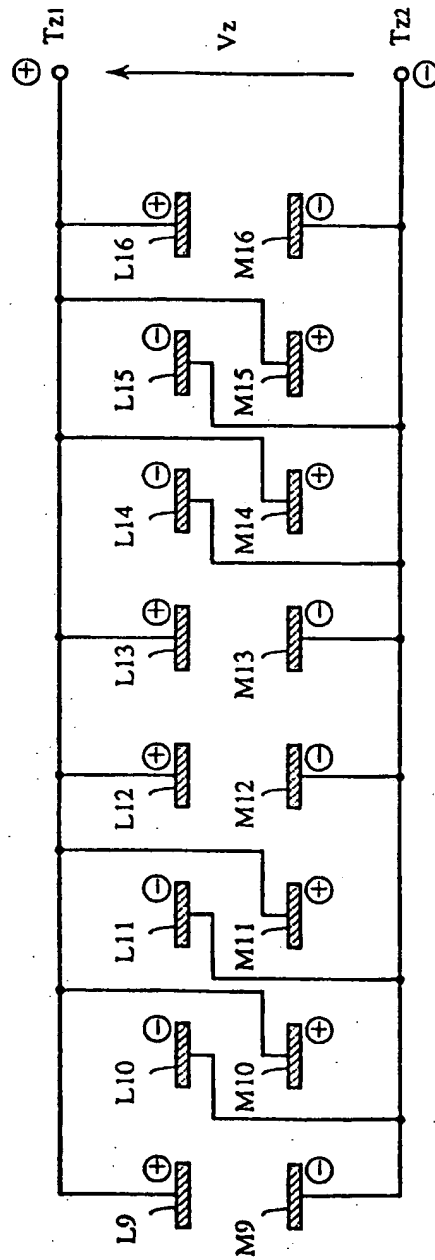 ⊕ Tz1
Vz
⊖ Tz2
L9 ⊕
L10 ⊖
L11 ⊖
L12 ⊕
L13 ⊕
L14 ⊖
L15 ⊖
L16 ⊕
M9 ⊖
M10 ⊕
M11 ⊕
M12 ⊖
M13 ⊖
M14 ⊕
M15 ⊕
M16 ⊖